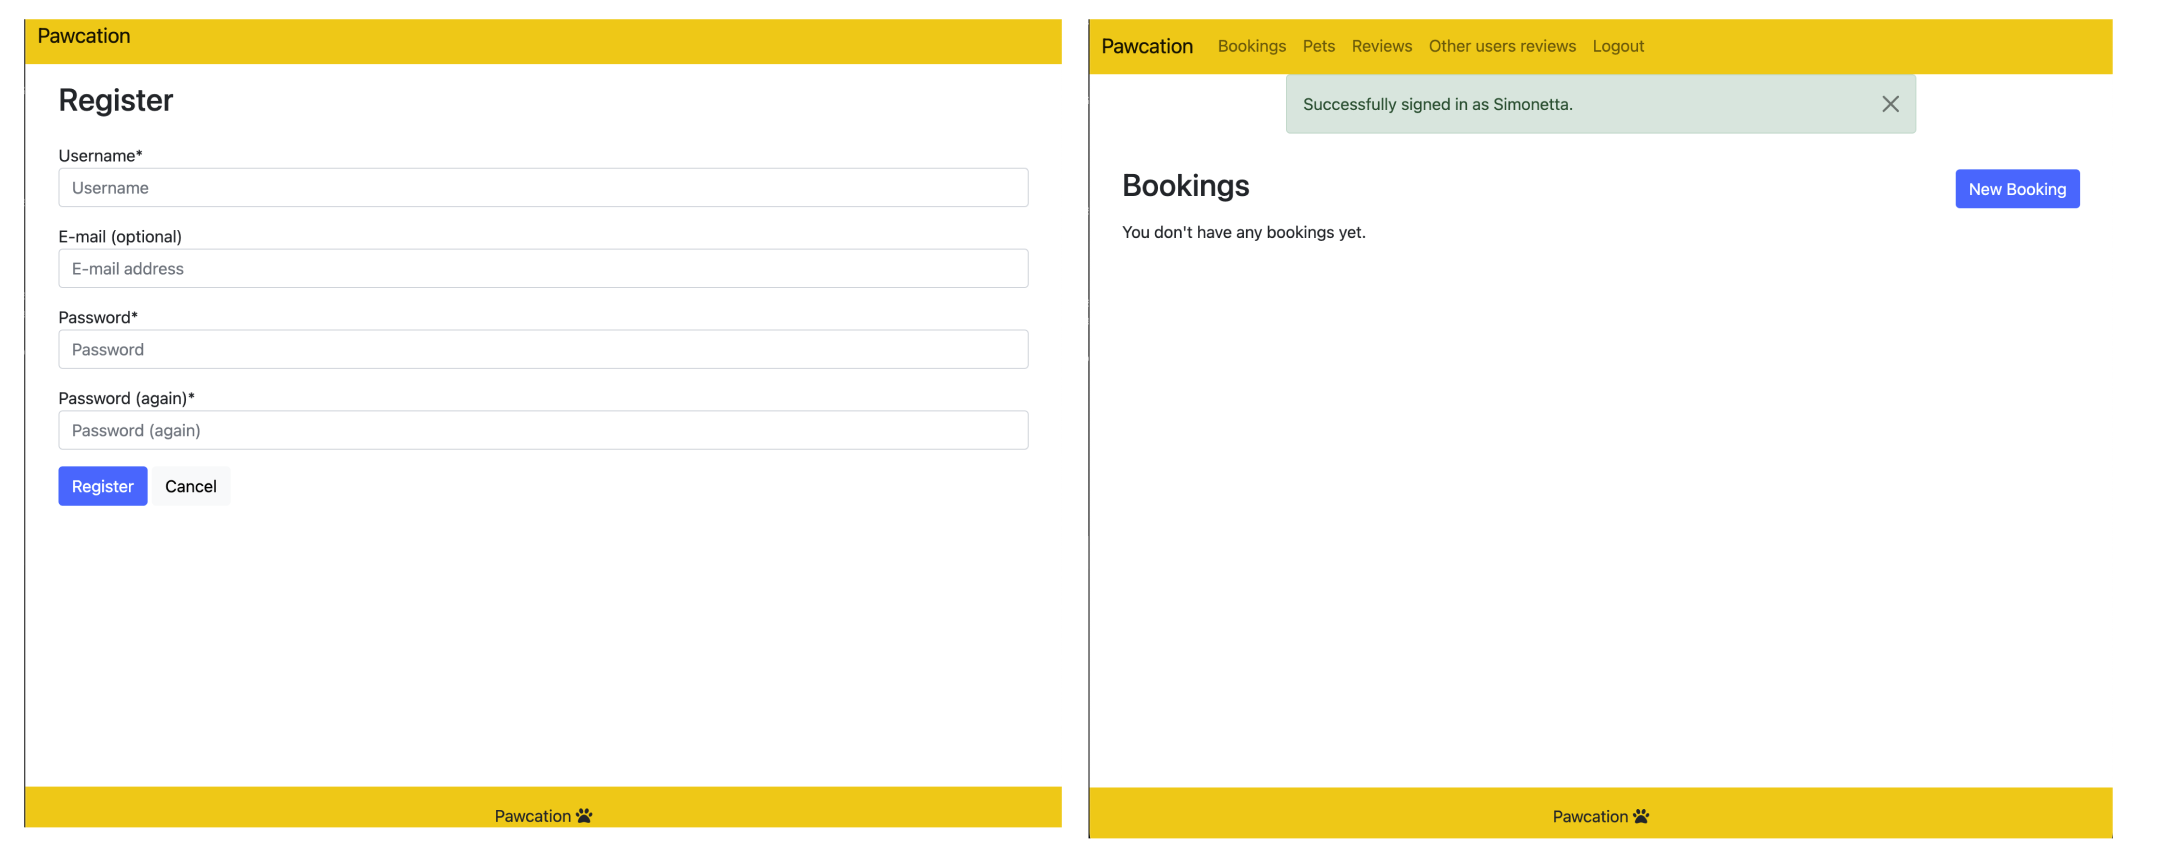 Pawcation
Register
Username*
Username
E-mail (optional)
E-mail address
Password*
Password
Password (again)*
Password (again)
Register Cancel
Pawcation
Pawcation Bookings Pets Reviews Other users reviews Logout
Successfully signed in as Simonetta.
Bookings New Booking
You don't have any bookings yet.
Pawcation